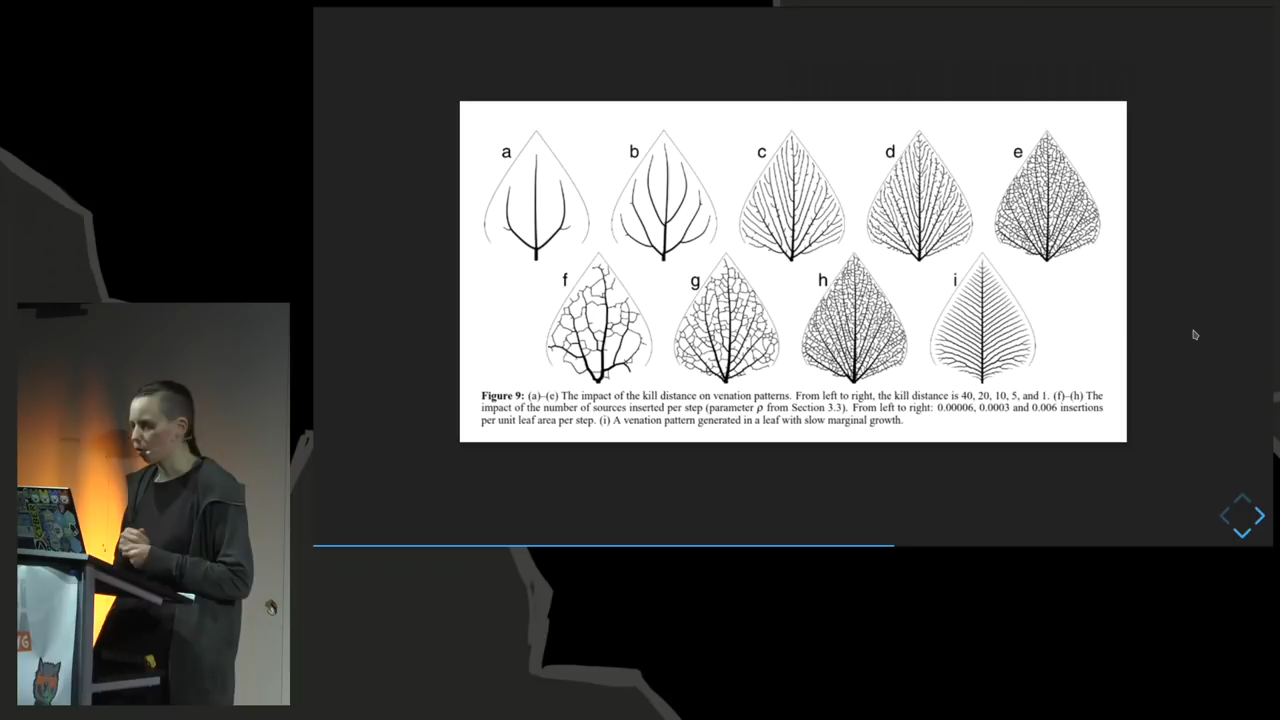 a b c d e
f g h i
Figure 9: (a)–(e) The impact of the kill distance on venation patterns. From left to right, the kill distance is 40, 20, 10, 5, and 1. (f)–(h) The
impact of the number of sources inserted per step (parameter ρ from Section 3.3). From left to right: 0.00006, 0.0003 and 0.006 insertions
per unit leaf area per step. (i) A venation pattern generated in a leaf with slow marginal growth.